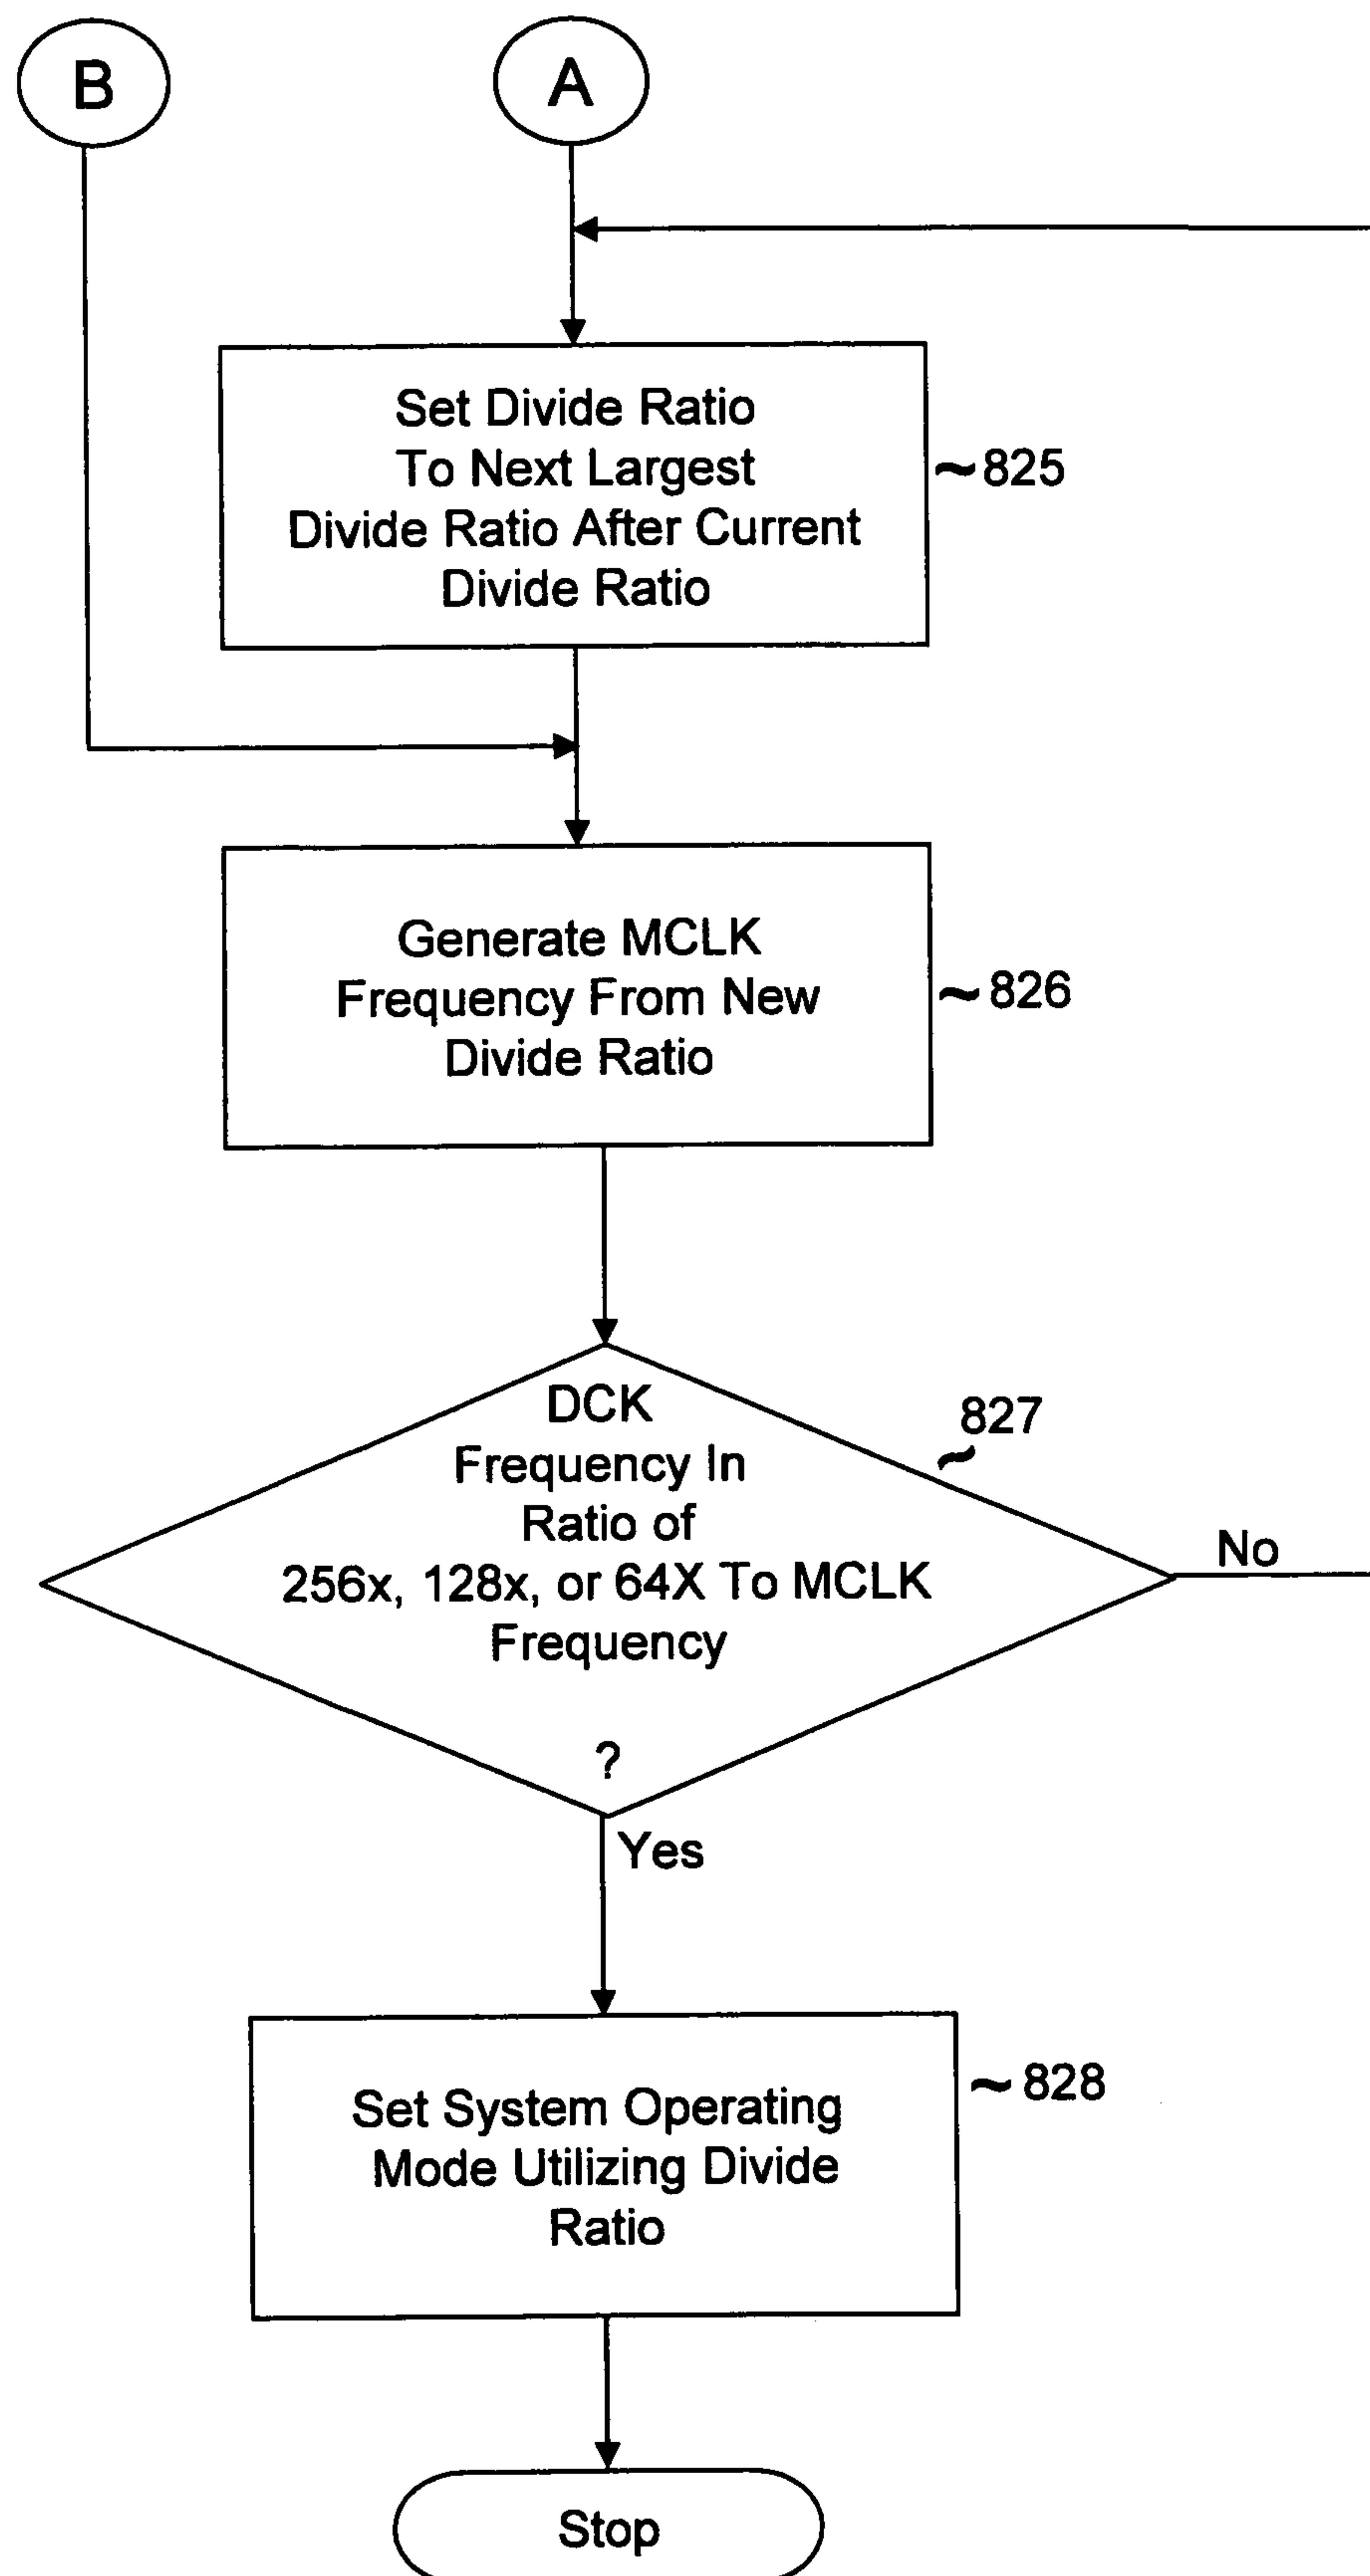 B
A
Set Divide Ratio
To Next Largest
Divide Ratio After Current
Divide Ratio
~825
Generate MCLK
Frequency From New
Divide Ratio
~826
DCK
Frequency In
Ratio of
256x, 128x, or 64X To MCLK
Frequency
?
~827
No
Yes
Set System Operating
Mode Utilizing Divide
Ratio
~828
Stop